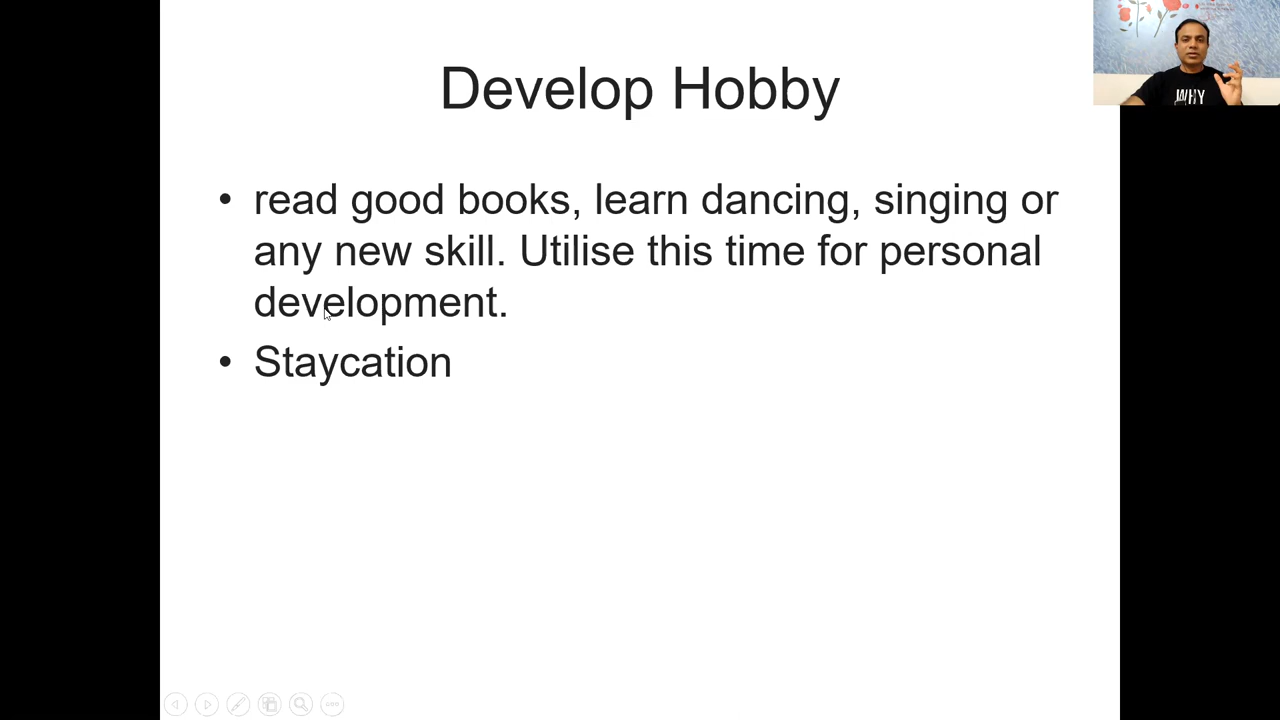 Develop Hobby
• read good books, learn dancing, singing or
any new skill. Utilise this time for personal
development.
• Staycation
WHY